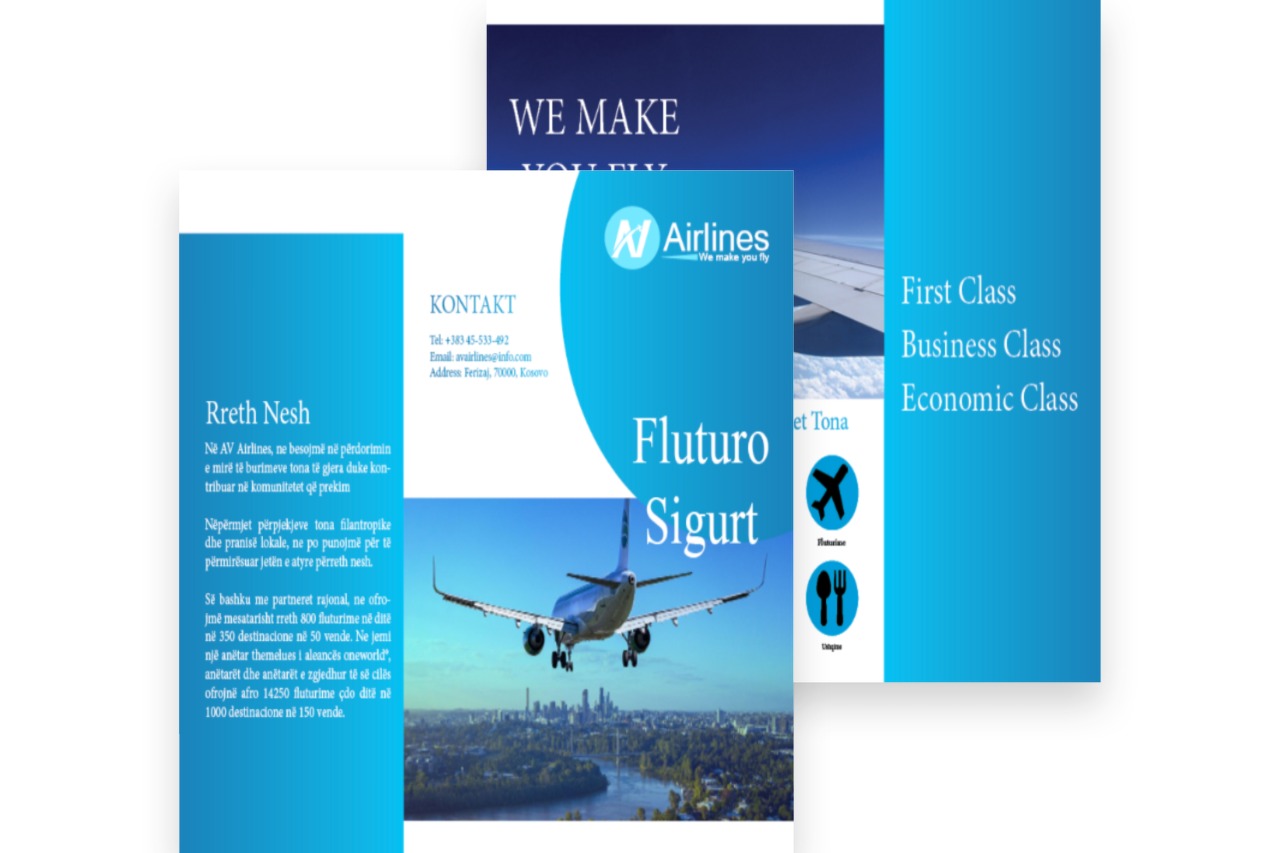 WE MAKE
YOU FLY
First Class
Business Class
Economic Class
et Tona
Fluturime
AV Airlines
We make you fly
KONTAKT
Tel: +383 45-533-492
Email: avairlines@info.com
Address: Ferizaj, 70000, Kosovo
Fluturo
Sigurt
Rreth Nesh
Në AV Airlines, ne besojmë në përdorimin
e mirë të burimeve tona të gjera duke kon-
tribuar në komunitetet që prekim
Nëpërmjet përpjekjeve tona filantropike
dhe pranisë lokale, ne po punojmë për të
përmirësuar jetën e atyre përreth nesh.
Së bashku me partneret rajonal, ne ofro-
jmë mesatarisht rreth 800 fluturime në ditë
në 350 destinacione në 50 vende. Ne jemi
një anëtar themelues i aleancës oneworld®,
anëtarët dhe anëtarët e zgjedhur të së cilës
ofrojnë afro 14250 fluturime çdo ditë në
1000 destinacione në 150 vende.